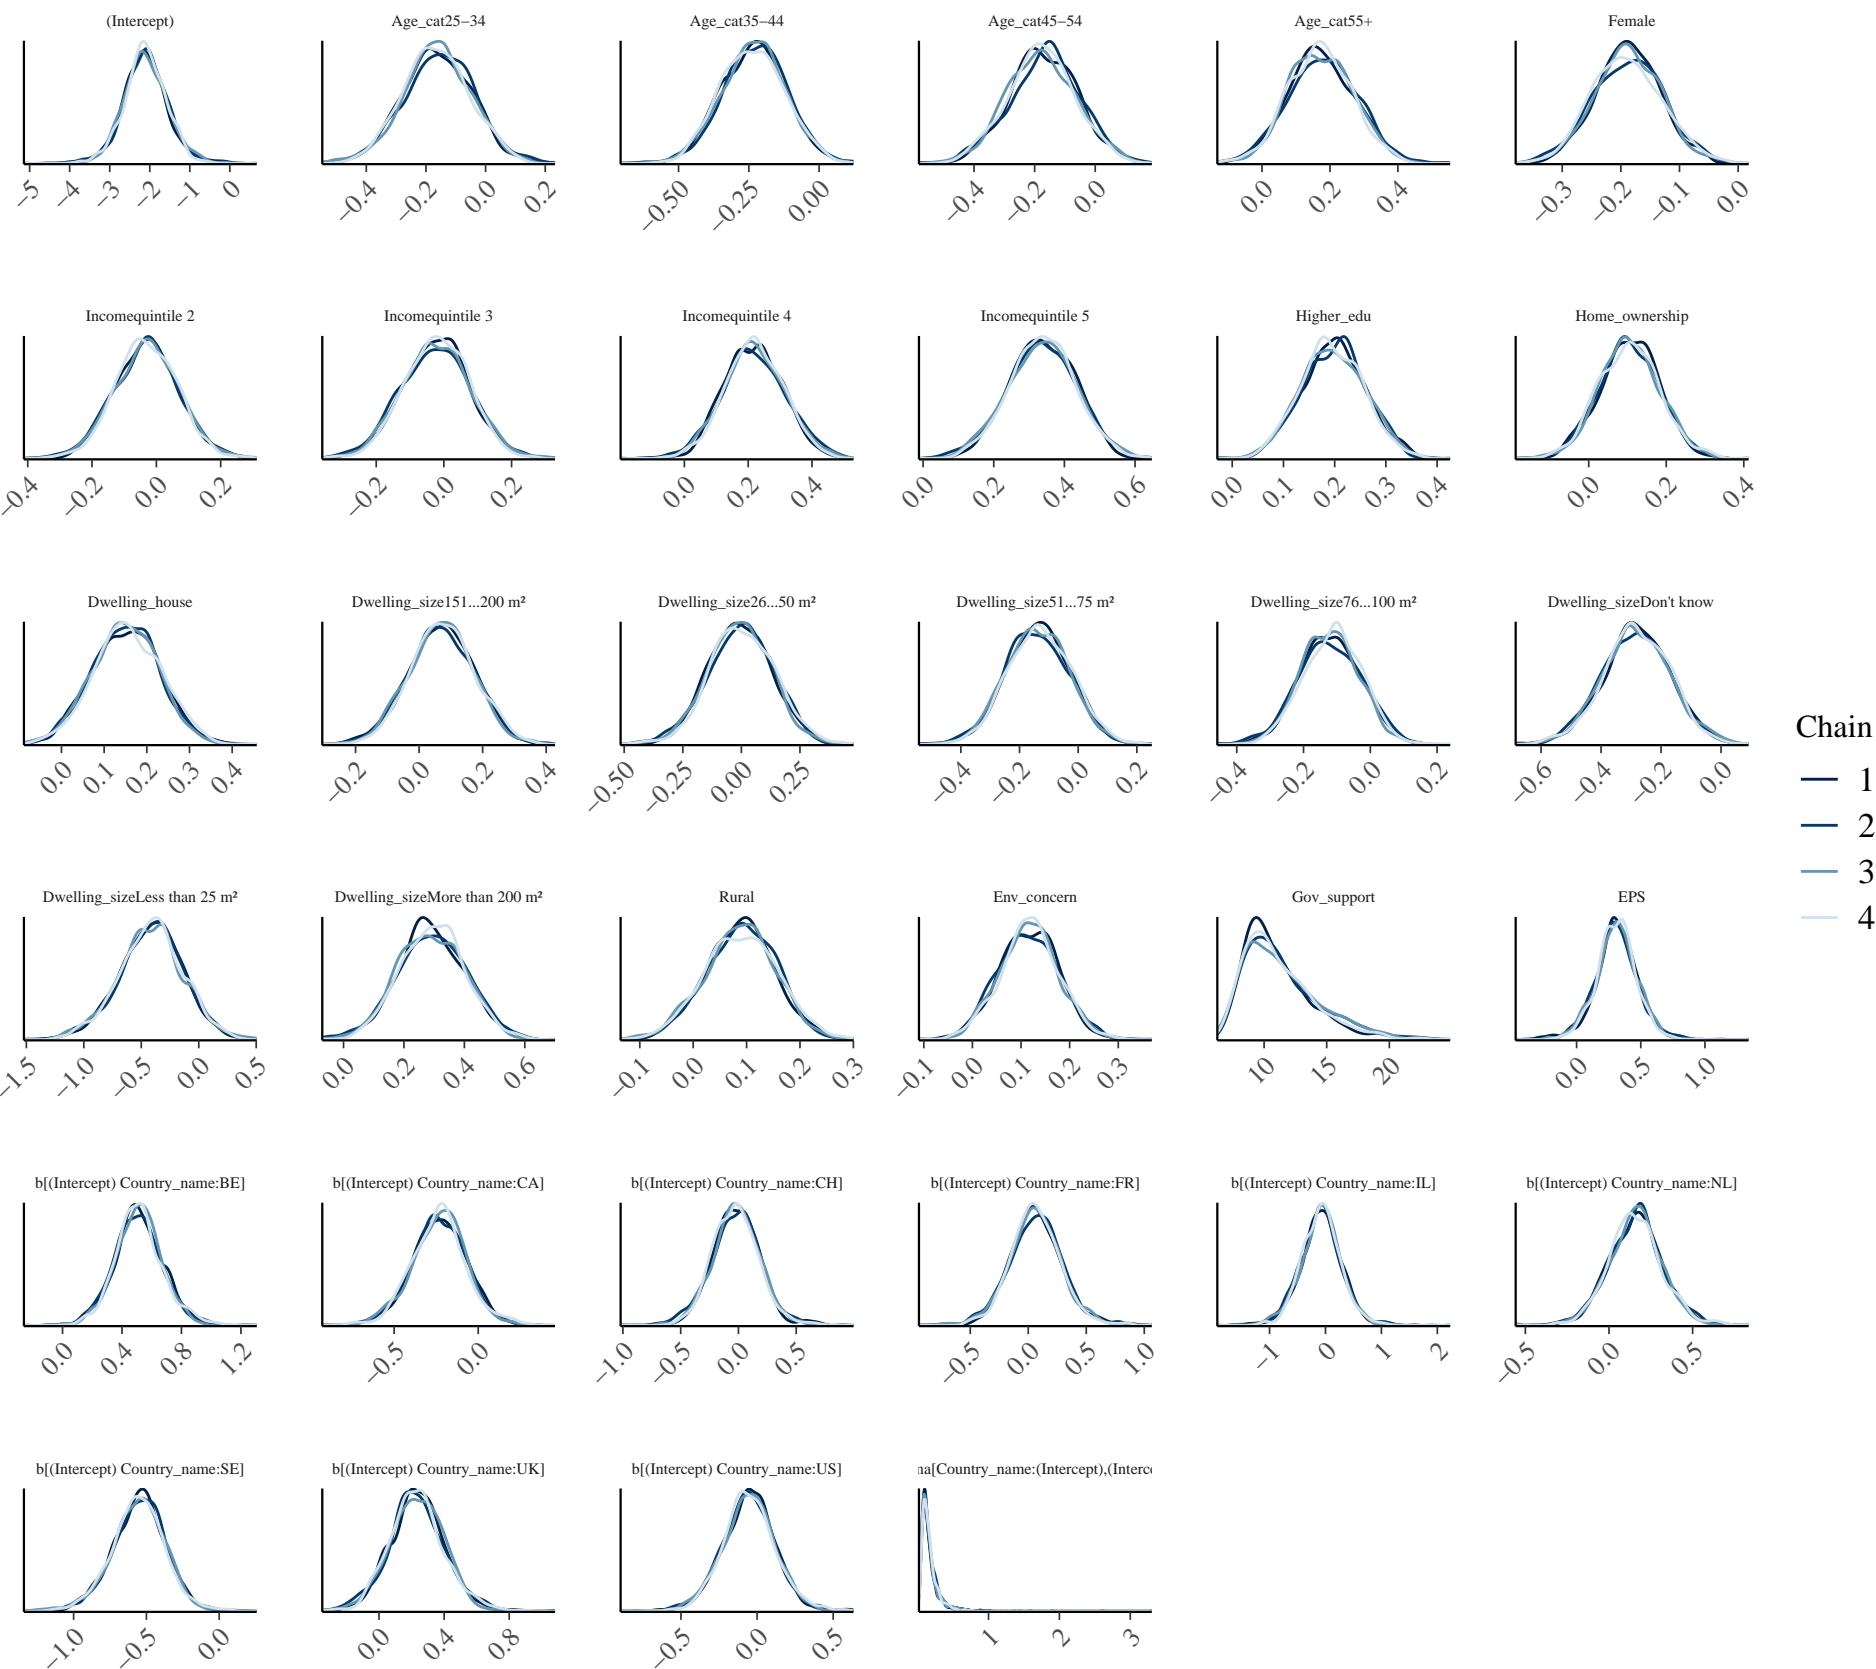 (Intercept) Age_cat25−34 Age_cat35−44 Age_cat45−54 Age_cat55+ Female
−5 −4 −3 −2 −1 0 −0.4 −0.2 0.0 0.2 −0.50 −0.25 0.00 −0.4 −0.2 0.0 0.0 0.2 0.4 −0.3 −0.2 −0.1 0.0
Incomequintile 2 Incomequintile 3 Incomequintile 4 Incomequintile 5 Higher_edu Home_ownership
−0.4 −0.2 0.0 0.2 −0.2 0.0 0.2 0.0 0.2 0.4 0.0 0.2 0.4 0.6 0.0 0.1 0.2 0.3 0.4 0.0 0.2 0.4
Dwelling_house Dwelling_size151...200 m² Dwelling_size26...50 m² Dwelling_size51...75 m² Dwelling_size76...100 m² Dwelling_sizeDon't know
0.0 0.1 0.2 0.3 0.4 −0.2 0.0 0.2 0.4 −0.50 −0.25 0.00 0.25 −0.4 −0.2 0.0 0.2 −0.4 −0.2 0.0 0.2 −0.6 −0.4 −0.2 0.0
Chain
1
2
3
4
Dwelling_sizeLess than 25 m² Dwelling_sizeMore than 200 m² Rural Env_concern Gov_support EPS
−1.5 −1.0 −0.5 0.0 0.5 0.0 0.2 0.4 0.6 −0.1 0.0 0.1 0.2 0.3 −0.1 0.0 0.1 0.2 0.3 10 15 20 0.0 0.5 1.0
b[(Intercept) Country_name:BE] b[(Intercept) Country_name:CA] b[(Intercept) Country_name:CH] b[(Intercept) Country_name:FR] b[(Intercept) Country_name:IL] b[(Intercept) Country_name:NL]
0.0 0.4 0.8 1.2 −0.5 0.0 −1.0 −0.5 0.0 0.5 −0.5 0.0 0.5 1.0 −1 0 1 2 −0.5 0.0 0.5
b[(Intercept) Country_name:SE] b[(Intercept) Country_name:UK] b[(Intercept) Country_name:US] na[Country_name:(Intercept),(Interc
−1.0 −0.5 0.0 0.0 0.4 0.8 −0.5 0.0 0.5 1 2 3